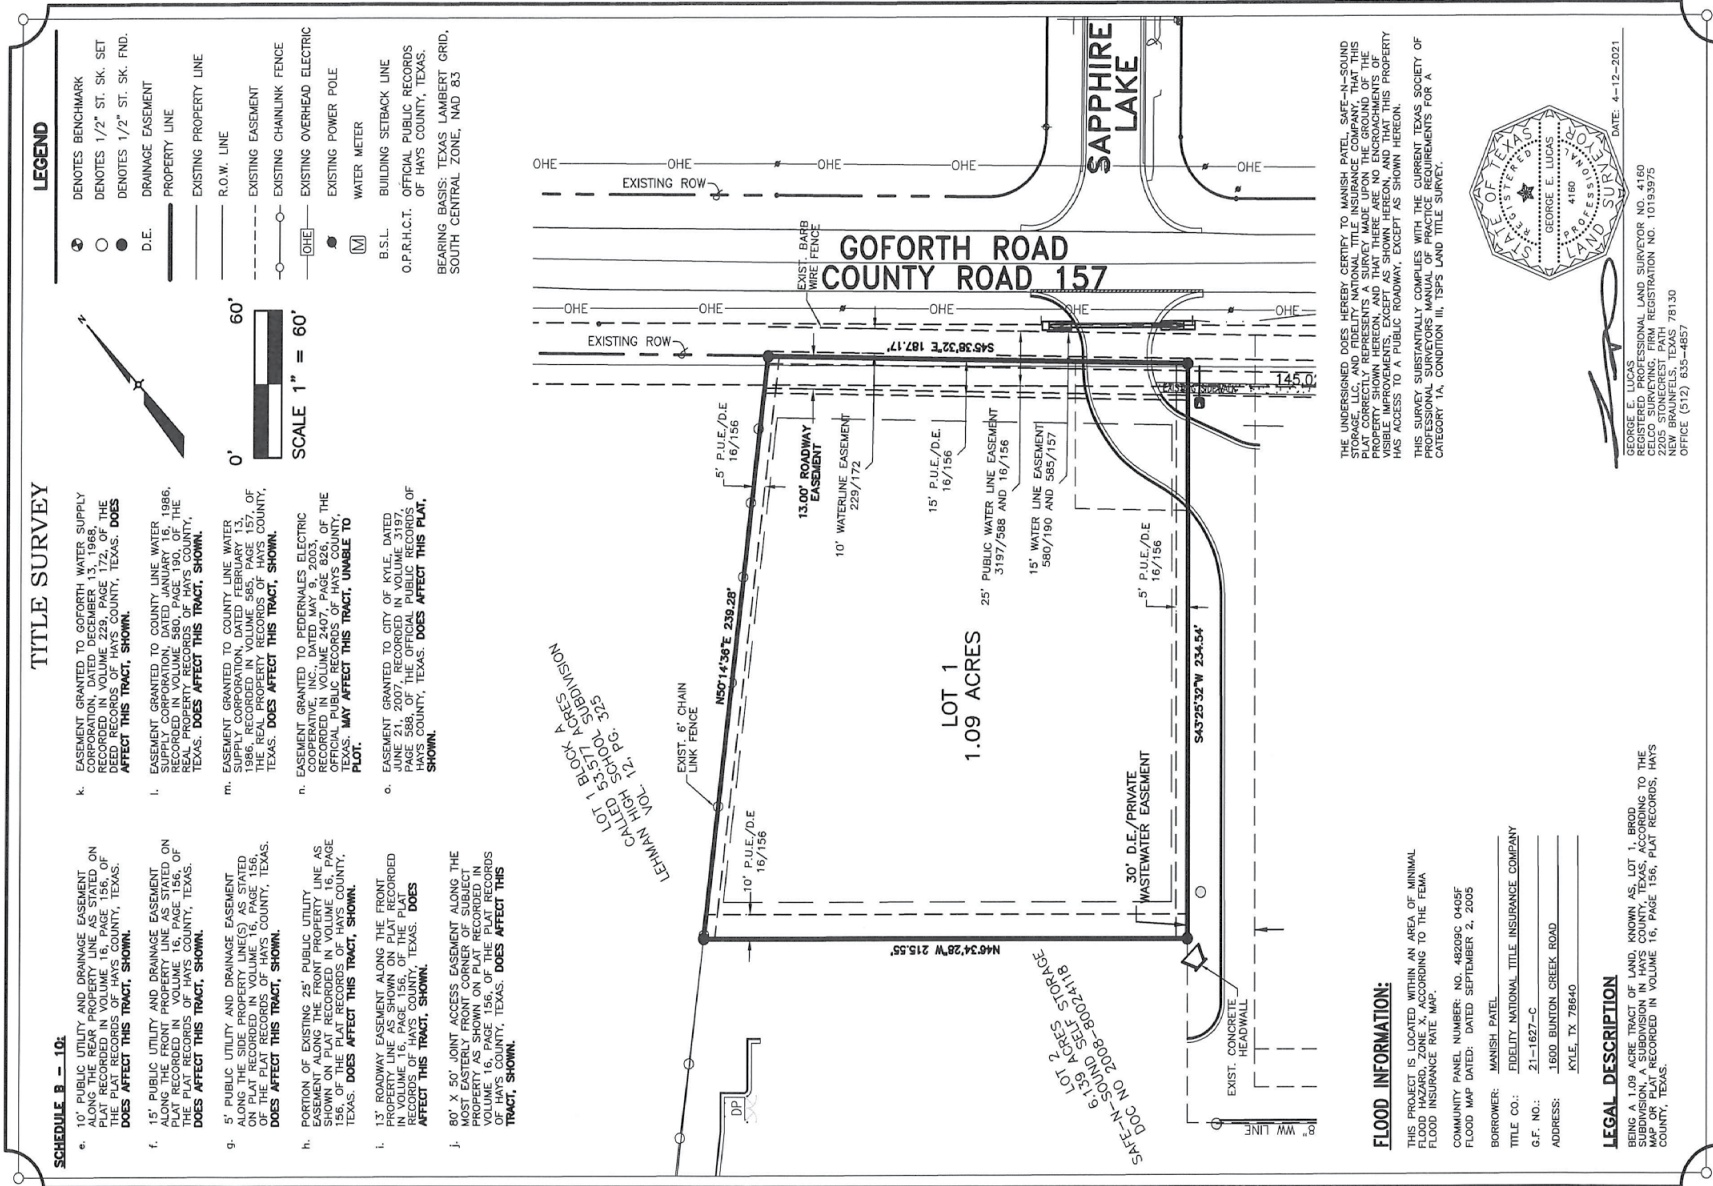 TITLE SURVEY
SCHEDULE B - 10:
e. 10' PUBLIC UTILITY AND DRAINAGE EASEMENT
ALONG THE REAR PROPERTY LINE AS STATED ON
PLAT RECORDED IN VOLUME 16, PAGE 156, OF
THE PLAT RECORDS OF HAYS COUNTY, TEXAS.
DOES AFFECT THIS TRACT, SHOWN.
f. 15' PUBLIC UTILITY AND DRAINAGE EASEMENT
ALONG THE FRONT PROPERTY LINE AS STATED ON
PLAT RECORDED IN VOLUME 16, PAGE 156, OF
THE PLAT RECORDS OF HAYS COUNTY, TEXAS.
DOES AFFECT THIS TRACT, SHOWN.
g. 5' PUBLIC UTILITY AND DRAINAGE EASEMENT
ALONG THE SIDE PROPERTY LINE(S) AS STATED
ON PLAT RECORDED IN VOLUME 16, PAGE 156,
OF THE PLAT RECORDS OF HAYS COUNTY, TEXAS.
DOES AFFECT THIS TRACT, SHOWN.
h. PORTION OF EXISTING 25' PUBLIC UTILITY
EASEMENT ALONG THE FRONT PROPERTY LINE AS
SHOWN ON PLAT RECORDED IN VOLUME 16, PAGE
156, OF THE PLAT RECORDS OF HAYS COUNTY,
TEXAS. DOES AFFECT THIS TRACT, SHOWN.
i. 13' ROADWAY EASEMENT ALONG THE FRONT
PROPERTY LINE AS SHOWN ON PLAT RECORDED
IN VOLUME 16, PAGE 156, OF THE PLAT
RECORDS OF HAYS COUNTY, TEXAS. DOES
AFFECT THIS TRACT, SHOWN.
j. 80' X 50' JOINT ACCESS EASEMENT ALONG THE
MOST EASTERLY FRONT CORNER OF SUBJECT
PROPERTY AS SHOWN ON PLAT RECORDED IN
VOLUME 16, PAGE 156, OF THE PLAT RECORDS
OF HAYS COUNTY, TEXAS. DOES AFFECT THIS
TRACT, SHOWN.
k. EASEMENT GRANTED TO GOFORTH WATER SUPPLY
CORPORATION, DATED DECEMBER 13, 1968,
RECORDED IN VOLUME 229, PAGE 172, OF THE
DEED RECORDS OF HAYS COUNTY, TEXAS. DOES
AFFECT THIS TRACT, SHOWN.
l. EASEMENT GRANTED TO COUNTY LINE WATER
SUPPLY CORPORATION, DATED JANUARY 16, 1986,
RECORDED IN VOLUME 580, PAGE 190, OF THE
REAL PROPERTY RECORDS OF HAYS COUNTY,
TEXAS. DOES AFFECT THIS TRACT, SHOWN.
m. EASEMENT GRANTED TO COUNTY LINE WATER
SUPPLY CORPORATION, DATED FEBRUARY 13,
1986, RECORDED IN VOLUME 585, PAGE 157, OF
THE REAL PROPERTY RECORDS OF HAYS COUNTY,
TEXAS. DOES AFFECT THIS TRACT, SHOWN.
n. EASEMENT GRANTED TO PEDERNALES ELECTRIC
COOPERATIVE, INC., DATED MAY 9, 2003,
RECORDED IN VOLUME 2407, PAGE 826, OF THE
OFFICIAL PUBLIC RECORDS OF HAYS COUNTY,
TEXAS. MAY AFFECT THIS TRACT, UNABLE TO
PLOT.
o. EASEMENT GRANTED TO CITY OF KYLE, DATED
JUNE 21, 2007, RECORDED IN VOLUME 3197,
PAGE 588, OF THE OFFICIAL PUBLIC RECORDS OF
HAYS COUNTY, TEXAS. DOES AFFECT THIS PLAT,
SHOWN.
N
0' 60'
SCALE 1" = 60'
LEGEND
DENOTES BENCHMARK
DENOTES 1/2" ST. SK. SET
DENOTES 1/2" ST. SK. FND.
D.E. DRAINAGE EASEMENT
PROPERTY LINE
EXISTING PROPERTY LINE
R.O.W. LINE
EXISTING EASEMENT
EXISTING CHAINLINK FENCE
OHE EXISTING OVERHEAD ELECTRIC
EXISTING POWER POLE
M WATER METER
B.S.L. BUILDING SETBACK LINE
O.P.R.H.C.T. OFFICIAL PUBLIC RECORDS
OF HAYS COUNTY, TEXAS.
BEARING BASIS: TEXAS LAMBERT GRID,
SOUTH CENTRAL ZONE, NAD 83
LOT 1 BLOCK A
CALLED 53.577 ACRES
LEHMAN HIGH SCHOOL SUBDIVISION
VOL. 12, PG. 325
EXIST. 6' CHAIN
LINK FENCE
N50°14'36"E 239.28'
5' P.U.E./D.E
16/156
13.00' ROADWAY
EASEMENT
10' WATERLINE EASEMENT
229/172
15' P.U.E./D.E.
16/156
25' PUBLIC WATER LINE EASEMENT
3197/588 AND 16/156
15' WATER LINE EASEMENT
580/190 AND 585/157
5' P.U.E./D.E
16/156
10' P.U.E./D.E
16/156
LOT 1
1.09 ACRES
30' D.E./PRIVATE
WASTEWATER EASEMENT
S43°25'32"W 234.54'
N46°34'28"W 215.55'
S45°38'32"E 187.17'
EXISTING ROW
EXISTING ROW
EXIST. BARB
WIRE FENCE
GOFORTH ROAD
COUNTY ROAD 157
SAPPHIRE
LAKE
OHE
OHE
OHE
OHE
OHE
OHE
OHE
OHE
OHE
OHE
145.0
DP
LOT 2
6.139 ACRES
SAFE-N-SOUND SELF STORAGE
DOC NO 2008-80024118
EXIST. CONCRETE
HEADWALL
8" WW LINE
FLOOD INFORMATION:
THIS PROJECT IS LOCATED WITHIN AN AREA OF MINIMAL
FLOOD HAZARD, ZONE X, ACCORDING TO THE FEMA
FLOOD INSURANCE RATE MAP.
COMMUNITY PANEL NUMBER: NO. 48209C 0405F
FLOOD MAP DATED: DATED SEPTEMBER 2, 2005
BORROWER: MANISH PATEL
TITLE CO.: FIDELITY NATIONAL TITLE INSURANCE COMPANY
G.F. NO.: 21-1627-C
ADDRESS: 1600 BUNTON CREEK ROAD
KYLE, TX 78640
LEGAL DESCRIPTION
BEING A 1.09 ACRE TRACT OF LAND, KNOWN AS, LOT 1, BROD
SUBDIVISION, A SUBDIVISION IN HAYS COUNTY, TEXAS, ACCORDING TO THE
MAP OR PLAT RECORDED IN VOLUME 16, PAGE 156, PLAT RECORDS, HAYS
COUNTY, TEXAS.
THE UNDERSIGNED DOES HEREBY CERTIFY TO MANISH PATEL, SAFE-N-SOUND
STORAGE, LLC, AND FIDELITY NATIONAL TITLE INSURANCE COMPANY, THAT THIS
PLAT CORRECTLY REPRESENTS A SURVEY MADE UPON THE GROUND OF THE
PROPERTY SHOWN HEREON, AND THAT THERE ARE NO ENCROACHMENTS OF
VISIBLE IMPROVEMENTS, EXCEPT AS SHOWN HEREON, AND THAT THIS PROPERTY
HAS ACCESS TO A PUBLIC ROADWAY, EXCEPT AS SHOWN HEREON.
THIS SURVEY SUBSTANTIALLY COMPLIES WITH THE CURRENT TEXAS SOCIETY OF
PROFESSIONAL SURVEYORS MANUAL OF PRACTICE REQUIREMENTS FOR A
CATEGORY 1A, CONDITION III, TSPS LAND TITLE SURVEY.
STATE OF TEXAS
REGISTERED
GEORGE E. LUCAS
4160
PROFESSIONAL
LAND SURVEYOR
DATE: 4-12-2021
GEORGE E. LUCAS
REGISTERED PROFESSIONAL LAND SURVEYOR NO. 4160
CELCO SURVEYING, FIRM REGISTRATION NO. 10193975
2205 STONECREST PATH
NEW BRAUNFELS, TEXAS 78130
OFFICE (512) 635-4857